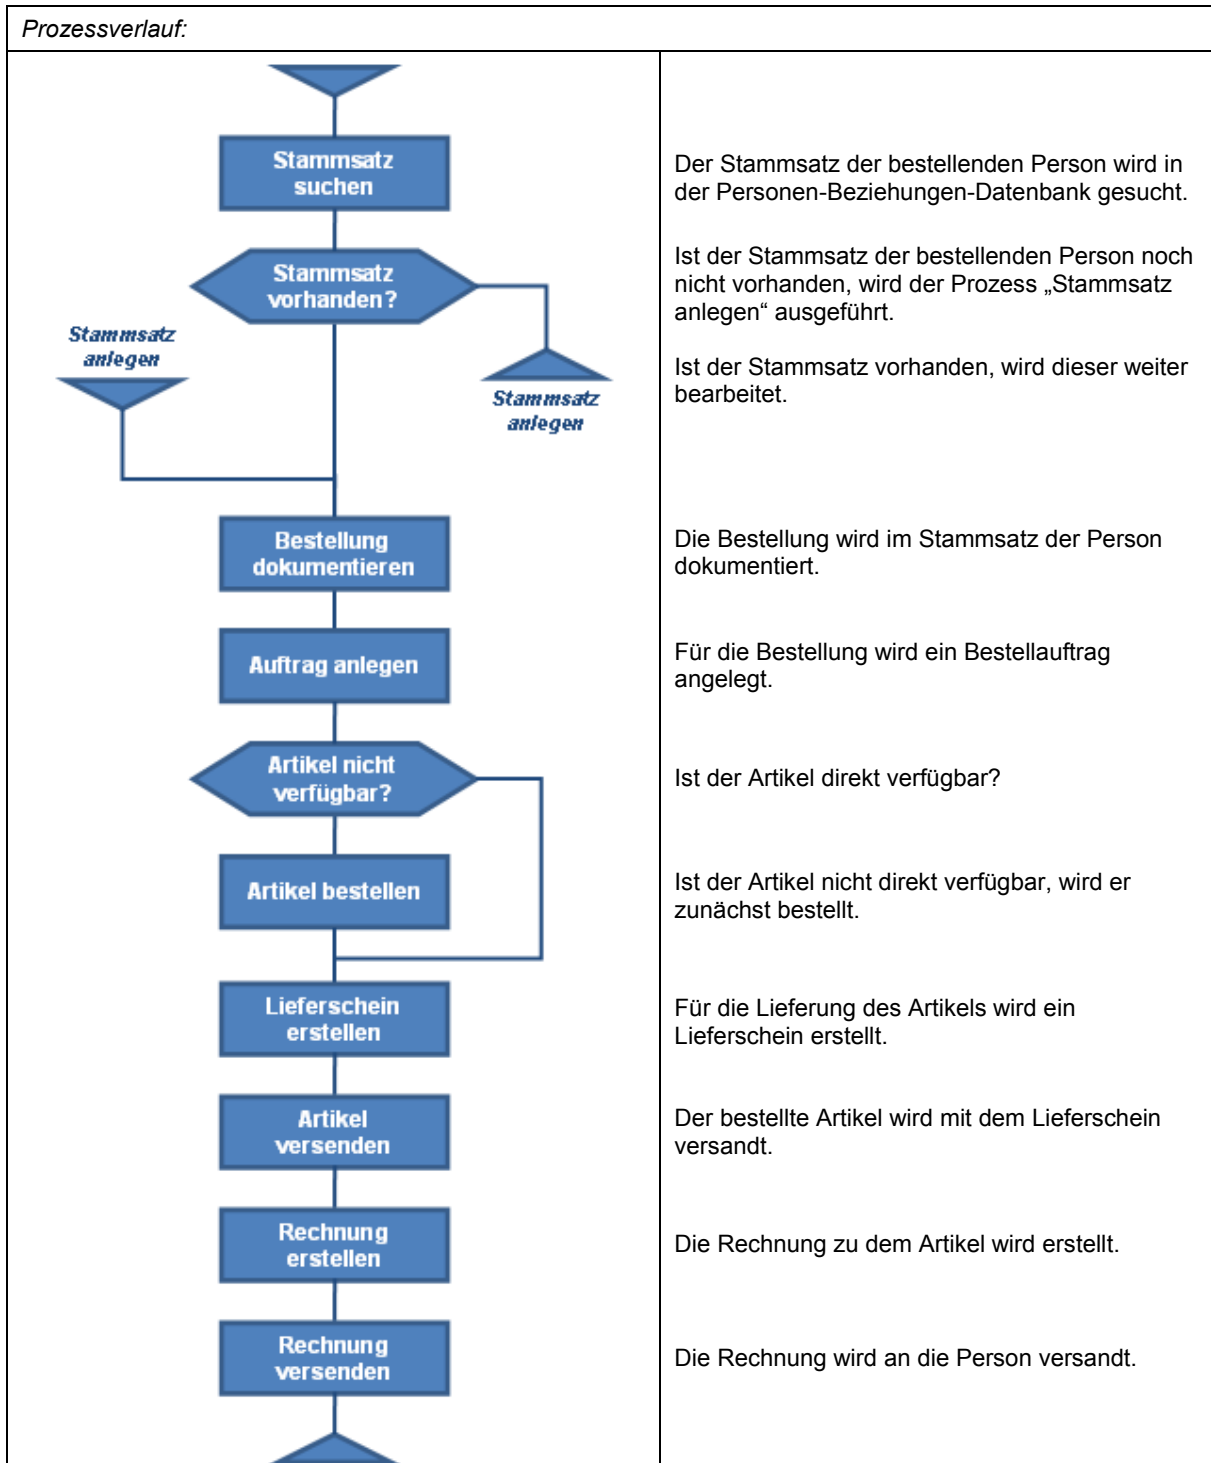 Prozessverlauf:
Stammsatz
suchen
Der Stammsatz der bestellenden Person wird in
der Personen-Beziehungen-Datenbank gesucht.
Stammsatz
vorhanden?
Ist der Stammsatz der bestellenden Person noch
nicht vorhanden, wird der Prozess „Stammsatz
anlegen“ ausgeführt.
Stammsatz
anlegen
Stammsatz
anlegen
Ist der Stammsatz vorhanden, wird dieser weiter
bearbeitet.
Bestellung
dokumentieren
Die Bestellung wird im Stammsatz der Person
dokumentiert.
Auftrag anlegen
Für die Bestellung wird ein Bestellauftrag
angelegt.
Artikel nicht
verfügbar?
Ist der Artikel direkt verfügbar?
Artikel bestellen
Ist der Artikel nicht direkt verfügbar, wird er
zunächst bestellt.
Lieferschein
erstellen
Für die Lieferung des Artikels wird ein
Lieferschein erstellt.
Artikel
versenden
Der bestellte Artikel wird mit dem Lieferschein
versandt.
Rechnung
erstellen
Die Rechnung zu dem Artikel wird erstellt.
Rechnung
versenden
Die Rechnung wird an die Person versandt.